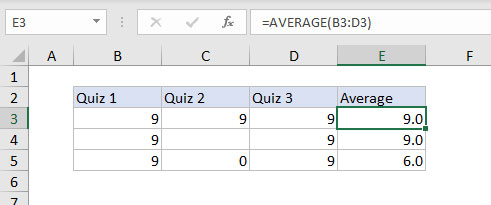 E3 fx =AVERAGE(B3:D3)
A B C D E F
1
2 Quiz 1 Quiz 2 Quiz 3 Average
3 9 9 9 9.0
4 9 9 9.0
5 9 0 9 6.0
6
7